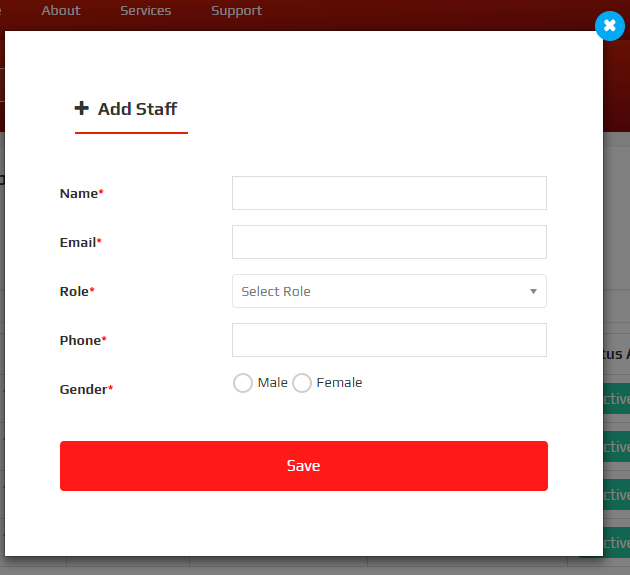 About Services Support
Add Staff
Name*
Email*
Role* Select Role
Phone*
Gender* Male Female
Save